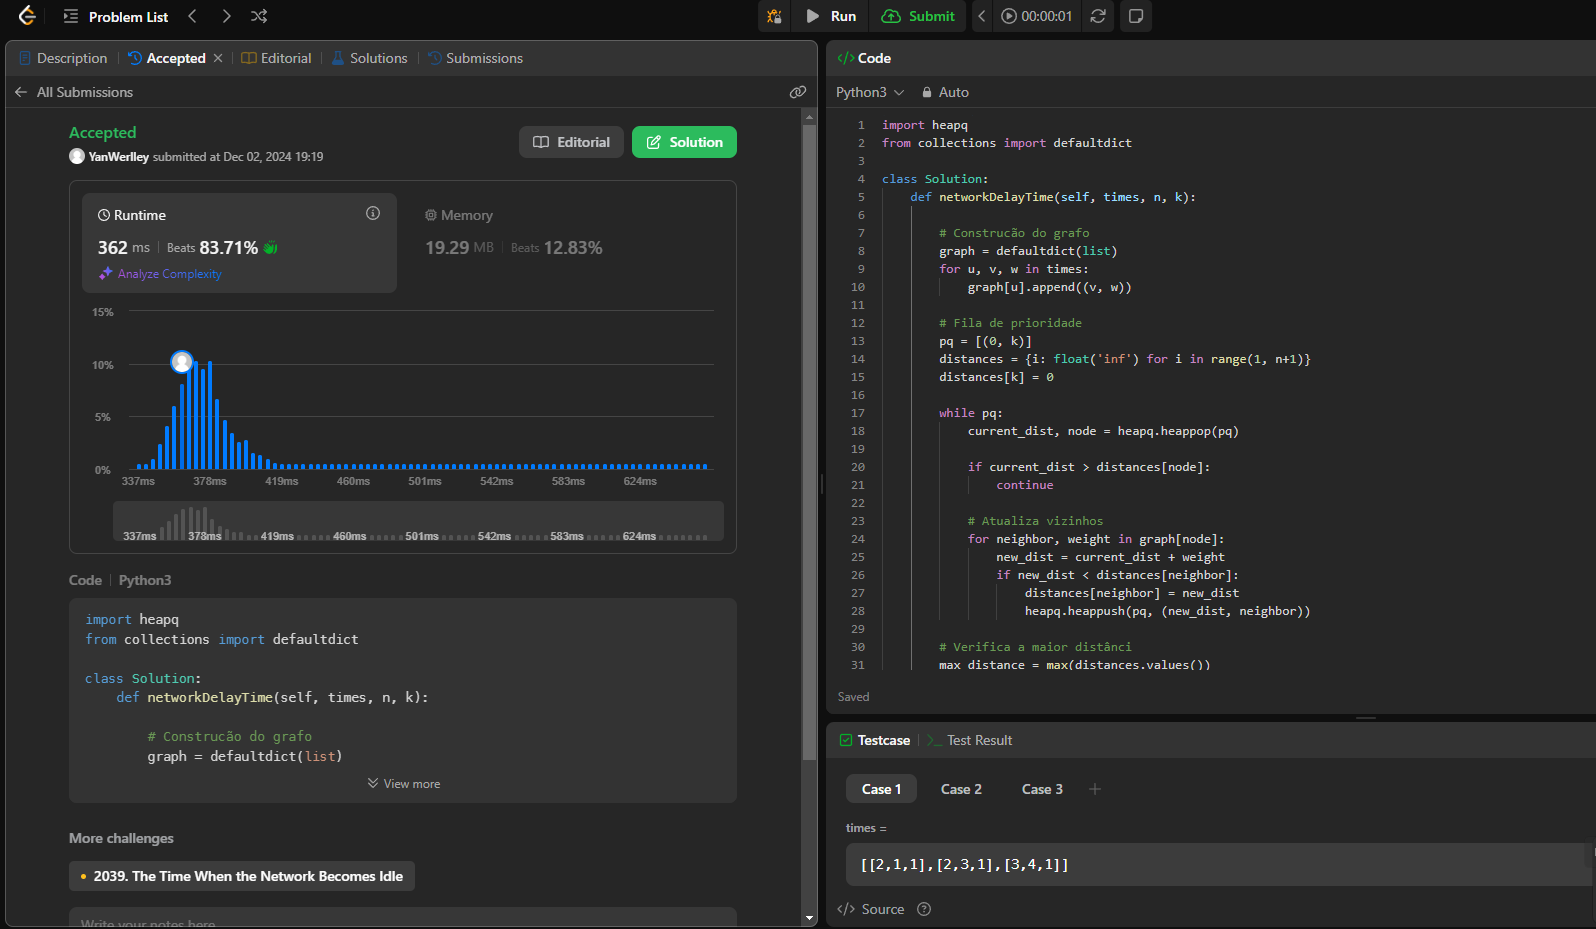 Problem List
Run
Submit
00:00:01
Description
Accepted
Editorial
Solutions
Submissions
All Submissions
Accepted
YanWerlley submitted at Dec 02, 2024 19:19
Editorial
Solution
Runtime
362 ms
Beats 83.71%
Analyze Complexity
Memory
19.29 MB
Beats 12.83%
15%
10%
5%
0%
337ms 378ms 419ms 460ms 501ms 542ms 583ms 624ms
337ms 378ms 419ms 460ms 501ms 542ms 583ms 624ms
Code | Python3
import heapq
from collections import defaultdict
class Solution:
    def networkDelayTime(self, times, n, k):
        # Construcão do grafo
        graph = defaultdict(list)
View more
More challenges
2039. The Time When the Network Becomes Idle
Write your notes here
</> Code
Python3
Auto
1 import heapq
2 from collections import defaultdict
3
4 class Solution:
5     def networkDelayTime(self, times, n, k):
6
7         # Construcão do grafo
8         graph = defaultdict(list)
9         for u, v, w in times:
10             graph[u].append((v, w))
11
12         # Fila de prioridade
13         pq = [(0, k)]
14         distances = {i: float('inf') for i in range(1, n+1)}
15         distances[k] = 0
16
17         while pq:
18             current_dist, node = heapq.heappop(pq)
19
20             if current_dist > distances[node]:
21                 continue
22
23             # Atualiza vizinhos
24             for neighbor, weight in graph[node]:
25                 new_dist = current_dist + weight
26                 if new_dist < distances[neighbor]:
27                     distances[neighbor] = new_dist
28                     heapq.heappush(pq, (new_dist, neighbor))
29
30         # Verifica a maior distânci
31         max_distance = max(distances.values())
Saved
Testcase
>_ Test Result
Case 1
Case 2
Case 3
+
times =
[[2,1,1],[2,3,1],[3,4,1]]
</> Source